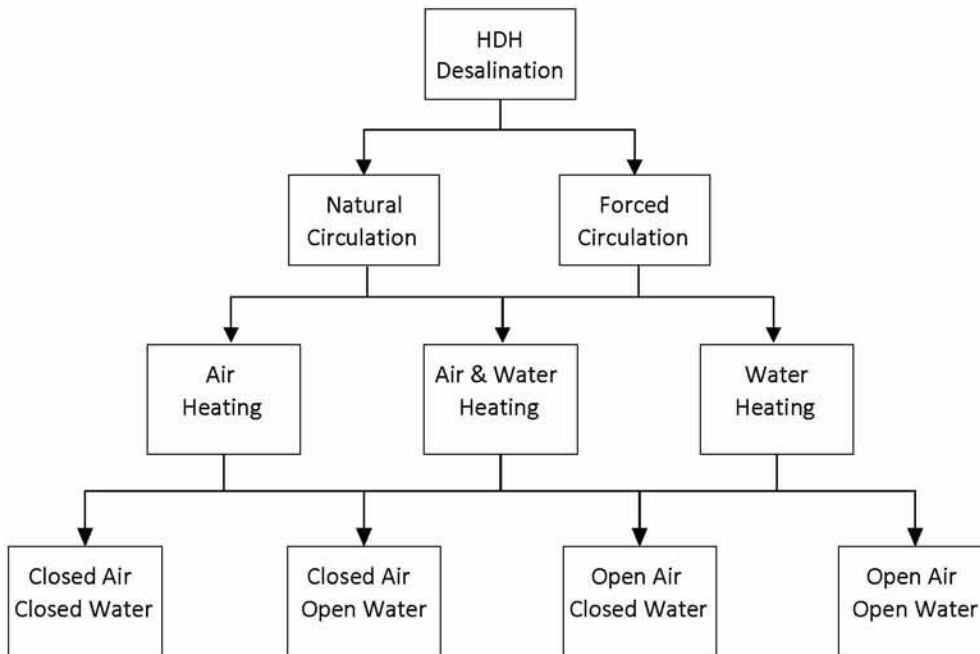 HDH
Desalination
Natural
Circulation
Forced
Circulation
Air
Heating
Air & Water
Heating
Water
Heating
Closed Air
Closed Water
Closed Air
Open Water
Open Air
Closed Water
Open Air
Open Water